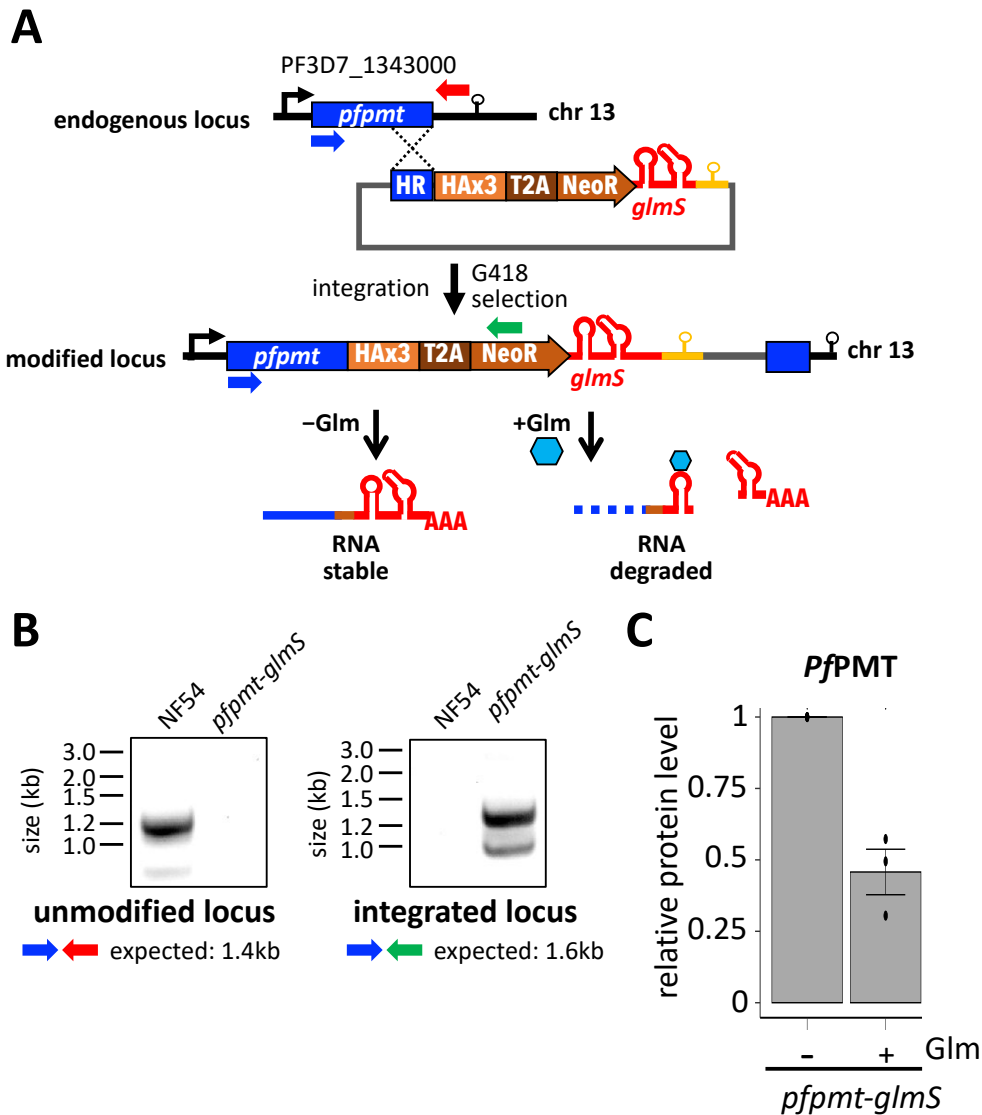 A
PF3D7_1343000
endogenous locus
pfpmt
chr 13
HR
HAx3
T2A
NeoR
glmS
integration
G418
selection
modified locus
pfpmt
HAx3
T2A
NeoR
glmS
chr 13
–Glm
+Glm
AAA
AAA
RNA
stable
RNA
degraded
B
NF54
pfpmt-glmS
size (kb)
3.0
2.0
1.5
1.2
1.0
unmodified locus
expected: 1.4kb
NF54
pfpmt-glmS
size (kb)
3.0
2.0
1.5
1.2
1.0
integrated locus
expected: 1.6kb
C
PfPMT
relative protein level
1
0.75
0.5
0.25
0
– + Glm
pfpmt-glmS